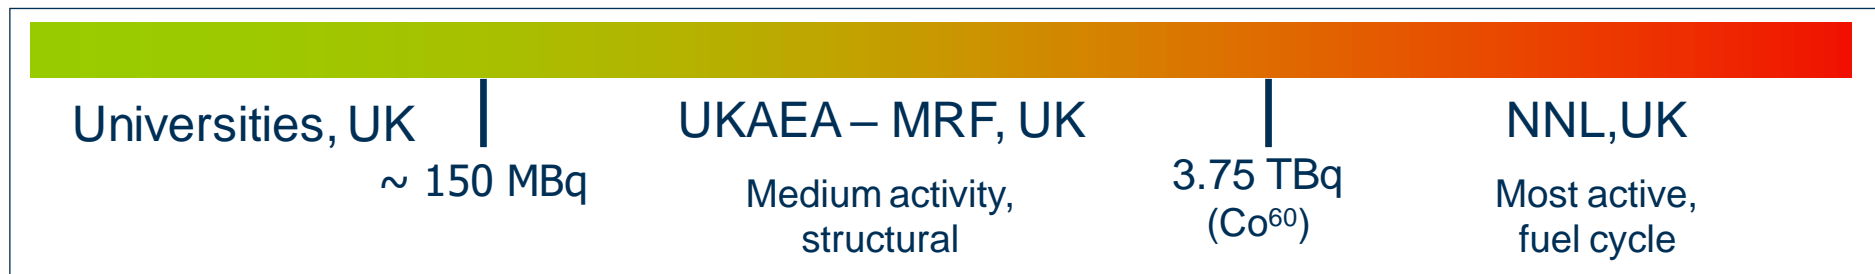 Universities, UK
~ 150 MBq
UKAEA – MRF, UK
Medium activity,
structural
3.75 TBq
(Co⁶⁰)
NNL,UK
Most active,
fuel cycle